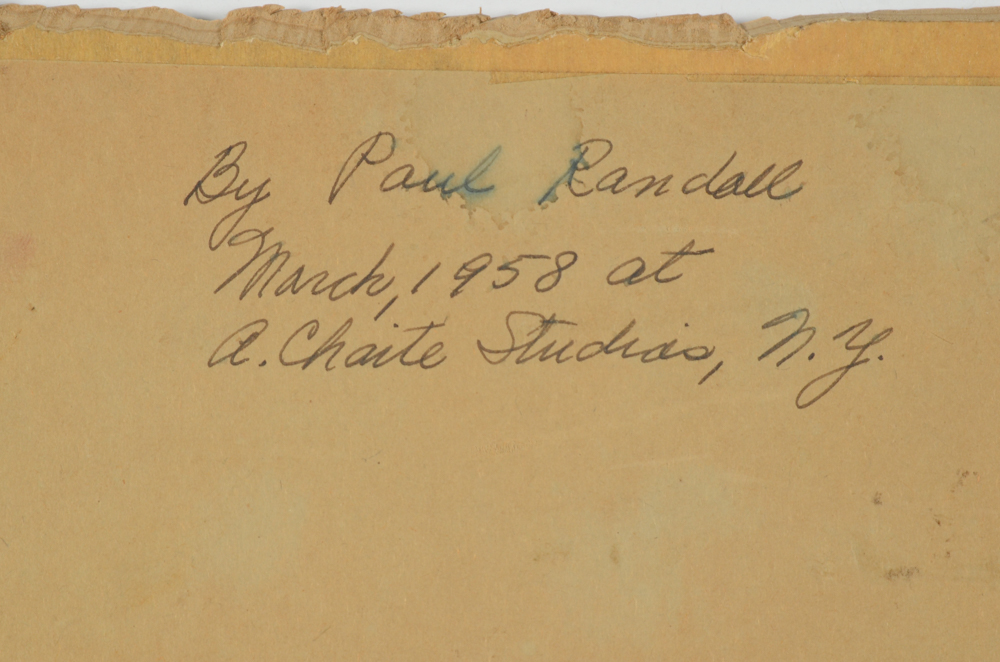 By Paul Randall
March, 1958 at
A. Chaite Studios, N.Y.